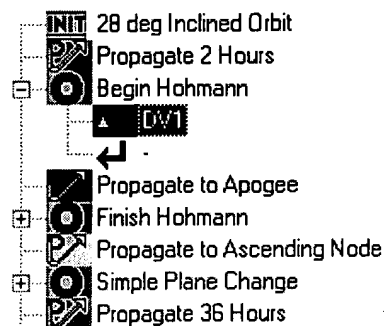 INIT 28 deg Inclined Orbit
Propagate 2 Hours
Begin Hohmann
DV1
-
Propagate to Apogee
Finish Hohmann
Propagate to Ascending Node
Simple Plane Change
Propagate 36 Hours